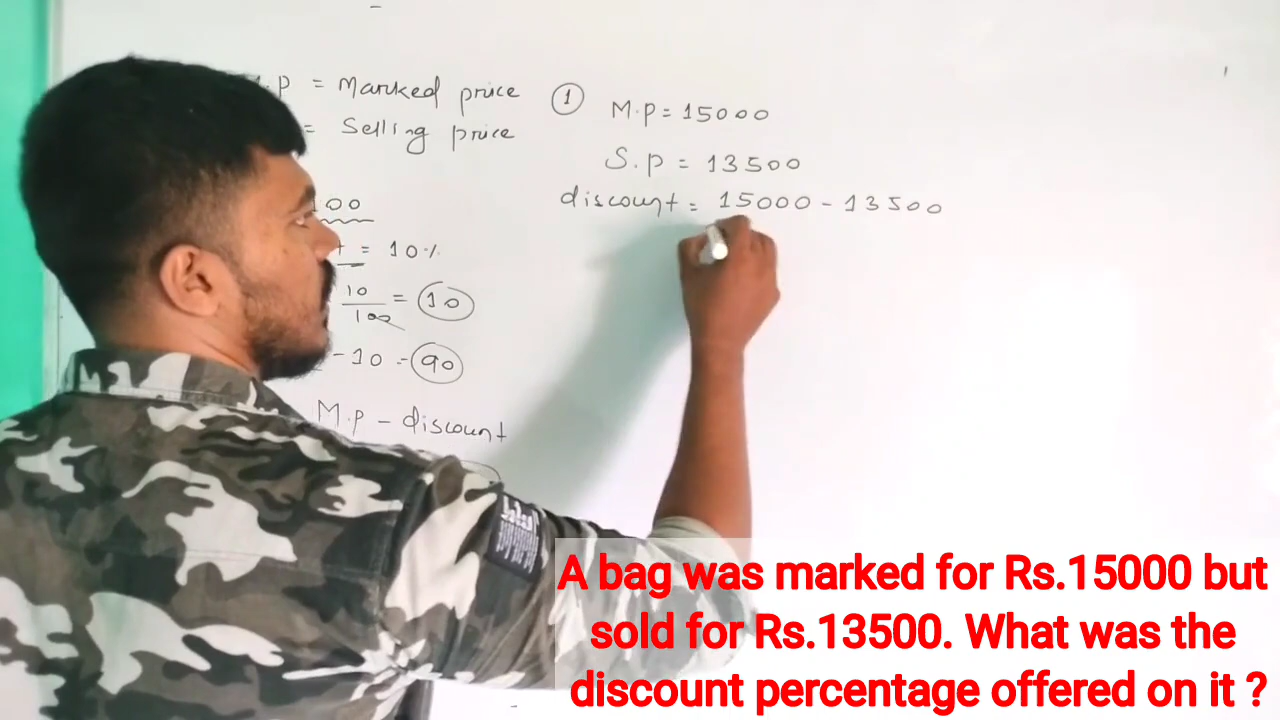 M.P = Marked price
= Selling price
100
= 10%
10/100 = 10
- 10 = 90
M.P - discount
① M.P = 15000
S.P = 13500
discount = 15000 - 13500
A bag was marked for Rs.15000 but
sold for Rs.13500. What was the
discount percentage offered on it ?